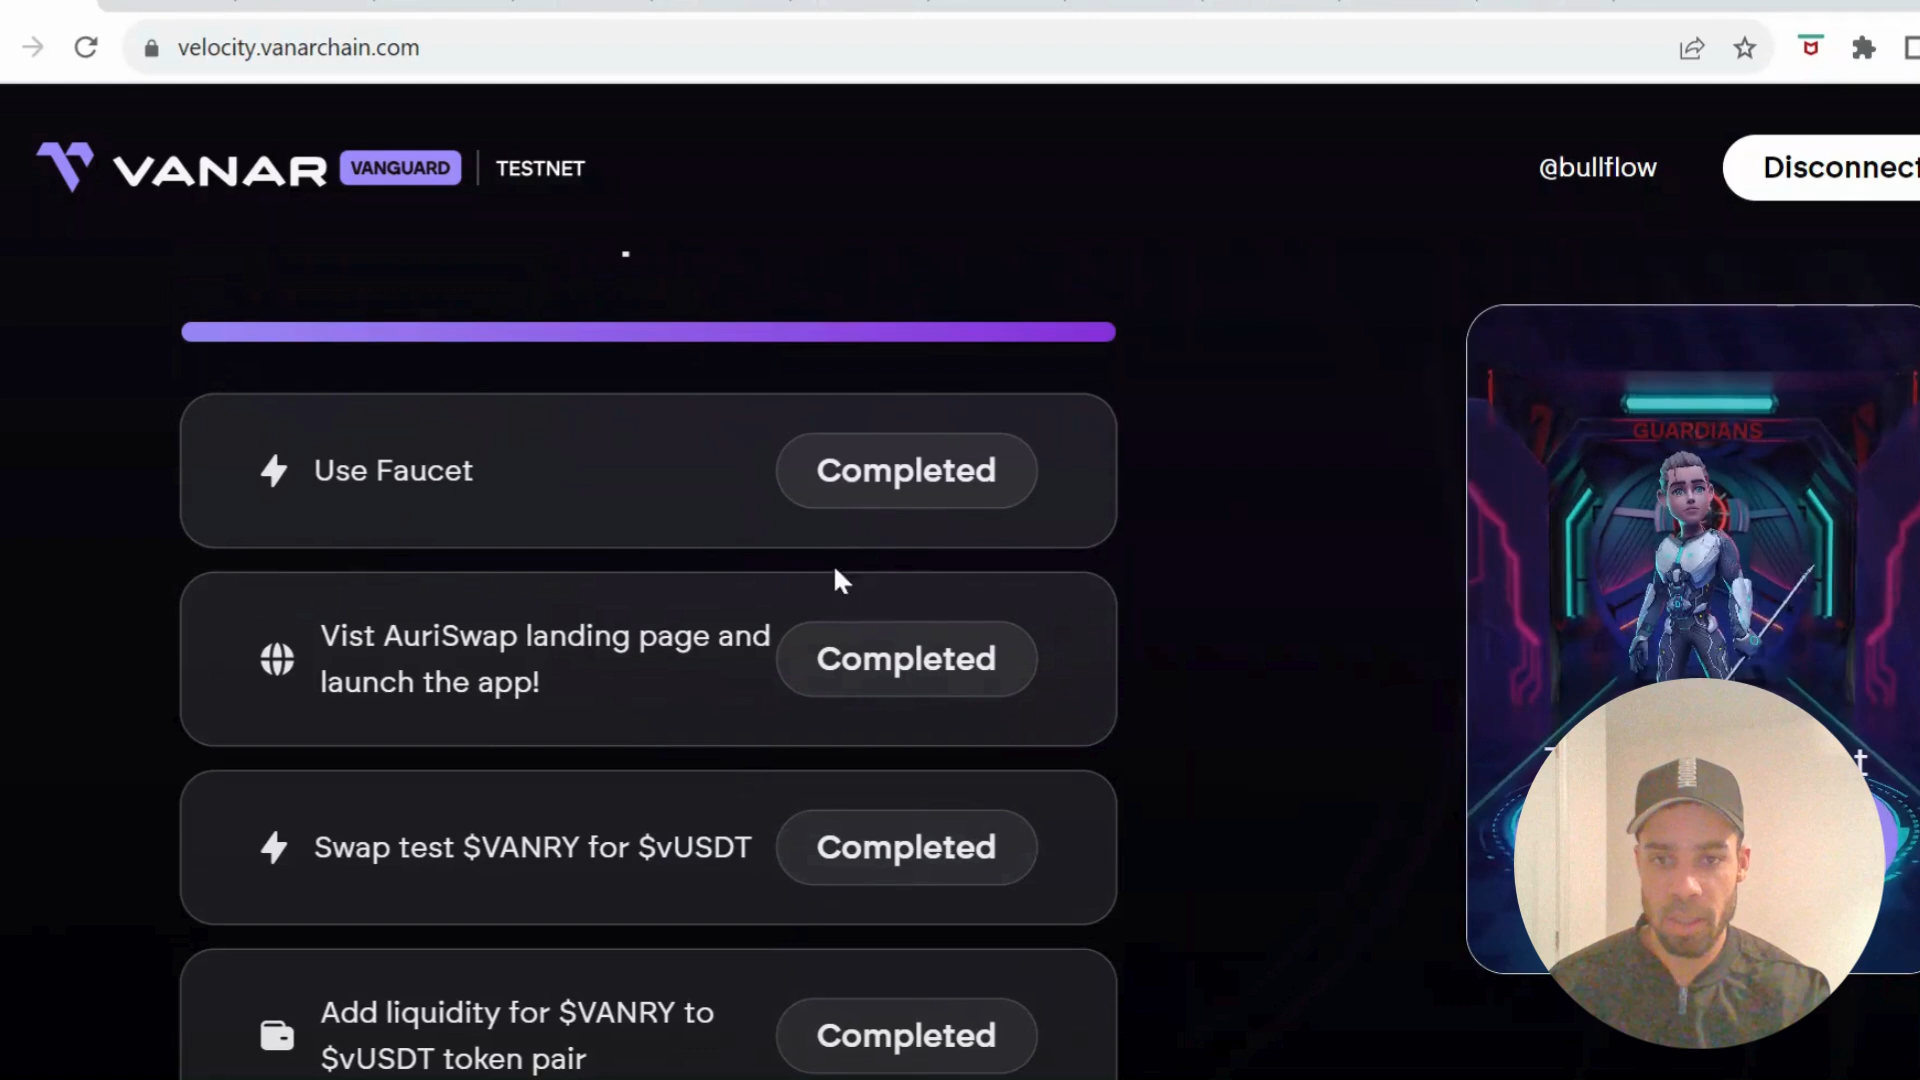 velocity.vanarchain.com
VANAR VANGUARD TESTNET
@bullflow
Disconnect
Use Faucet
Completed
Vist AuriSwap landing page and
launch the app!
Completed
Swap test $VANRY for $vUSDT
Completed
Add liquidity for $VANRY to
$vUSDT token pair
Completed
GUARDIANS